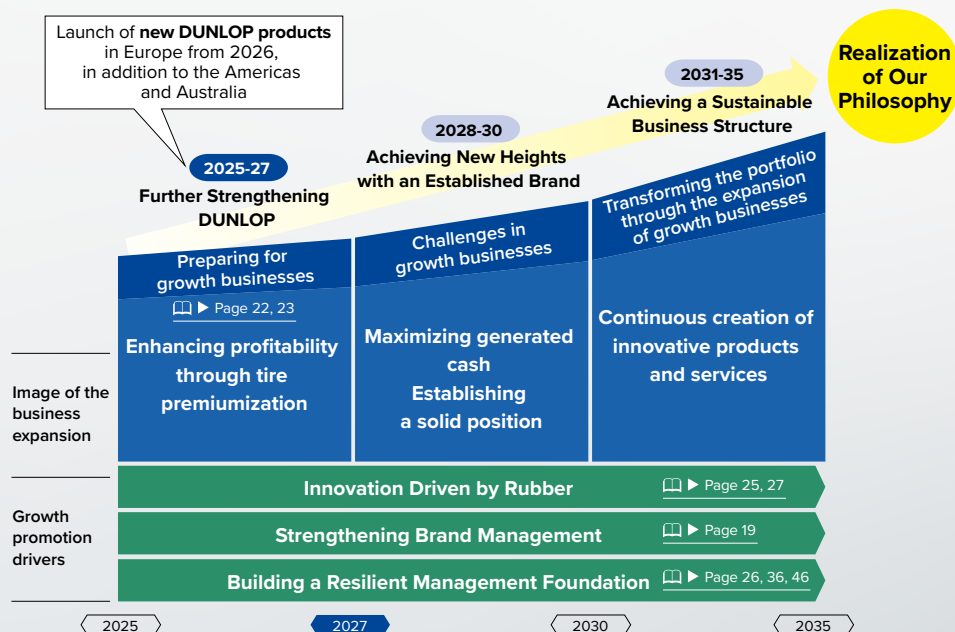 Launch of new DUNLOP products
in Europe from 2026,
in addition to the Americas
and Australia
Realization
of Our
Philosophy
2031-35
Achieving a Sustainable
Business Structure
2028-30
Achieving New Heights
with an Established Brand
2025-27
Further Strengthening
DUNLOP
Preparing for
growth businesses
Page 22, 23
Enhancing profitability
through tire
premiumization
Challenges in
growth businesses
Maximizing generated
cash
Establishing
a solid position
Transforming the portfolio
through the expansion
of growth businesses
Continuous creation of
innovative products
and services
Image of the
business
expansion
Growth
promotion
drivers
Innovation Driven by Rubber
Page 25, 27
Strengthening Brand Management
Page 19
Building a Resilient Management Foundation
Page 26, 36, 46
2025
2027
2030
2035